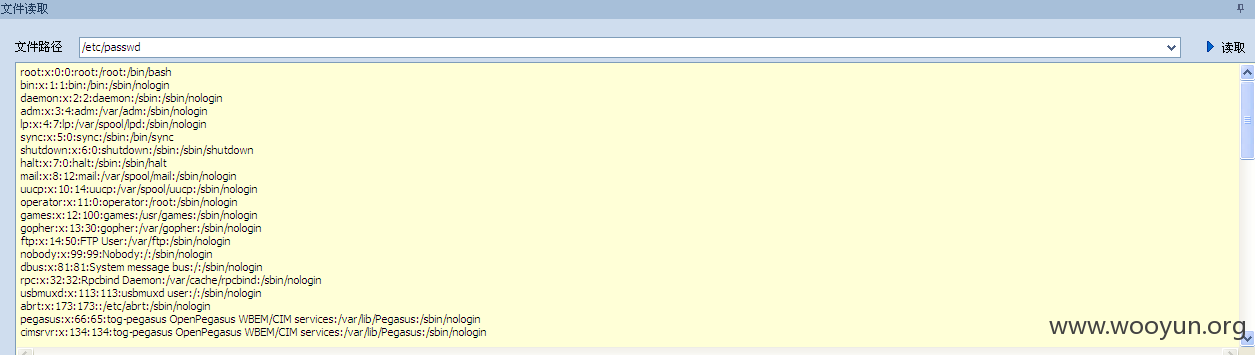 文件读取
文件路径 /etc/passwd 读取
root:x:0:0:root:/root:/bin/bash
bin:x:1:1:bin:/bin:/sbin/nologin
daemon:x:2:2:daemon:/sbin:/sbin/nologin
adm:x:3:4:adm:/var/adm:/sbin/nologin
lp:x:4:7:lp:/var/spool/lpd:/sbin/nologin
sync:x:5:0:sync:/sbin:/bin/sync
shutdown:x:6:0:shutdown:/sbin:/sbin/shutdown
halt:x:7:0:halt:/sbin:/sbin/halt
mail:x:8:12:mail:/var/spool/mail:/sbin/nologin
uucp:x:10:14:uucp:/var/spool/uucp:/sbin/nologin
operator:x:11:0:operator:/root:/sbin/nologin
games:x:12:100:games:/usr/games:/sbin/nologin
gopher:x:13:30:gopher:/var/gopher:/sbin/nologin
ftp:x:14:50:FTP User:/var/ftp:/sbin/nologin
nobody:x:99:99:Nobody:/:/sbin/nologin
dbus:x:81:81:System message bus:/:/sbin/nologin
rpc:x:32:32:Rpcbind Daemon:/var/cache/rpcbind:/sbin/nologin
usbmuxd:x:113:113:usbmuxd user:/:/sbin/nologin
abrt:x:173:173::/etc/abrt:/sbin/nologin
pegasus:x:66:65:tog-pegasus OpenPegasus WBEM/CIM services:/var/lib/Pegasus:/sbin/nologin
cimsrvr:x:134:134:tog-pegasus OpenPegasus WBEM/CIM services:/var/lib/Pegasus:/sbin/nologin
www.wooyun.org